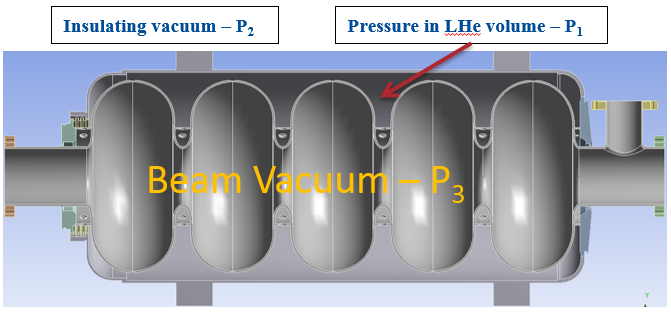 Insulating vacuum – P2
Pressure in LHe volume – P1
Beam Vacuum – P3
Y